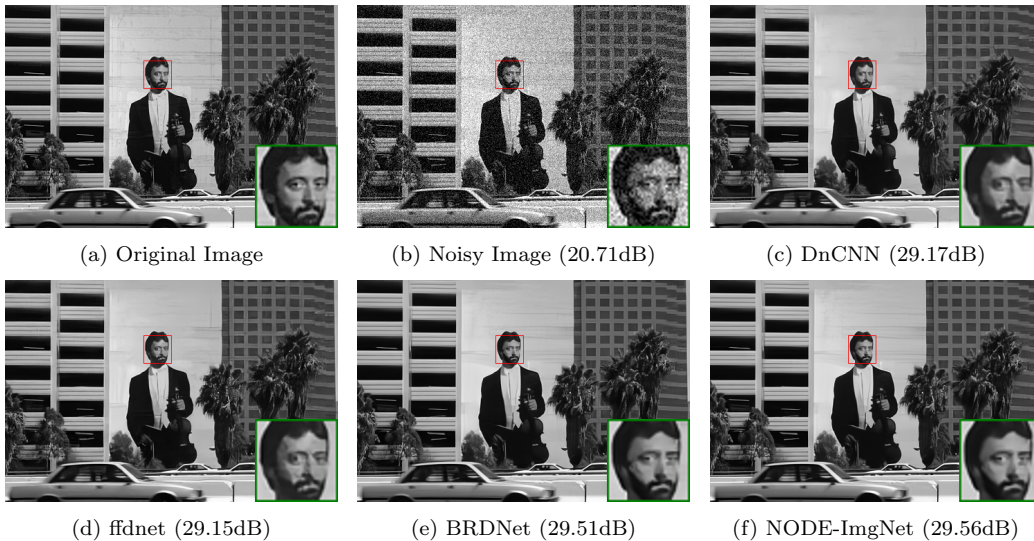 (a) Original Image
(b) Noisy Image (20.71dB)
(c) DnCNN (29.17dB)
(d) ffdnet (29.15dB)
(e) BRDNet (29.51dB)
(f) NODE-ImgNet (29.56dB)